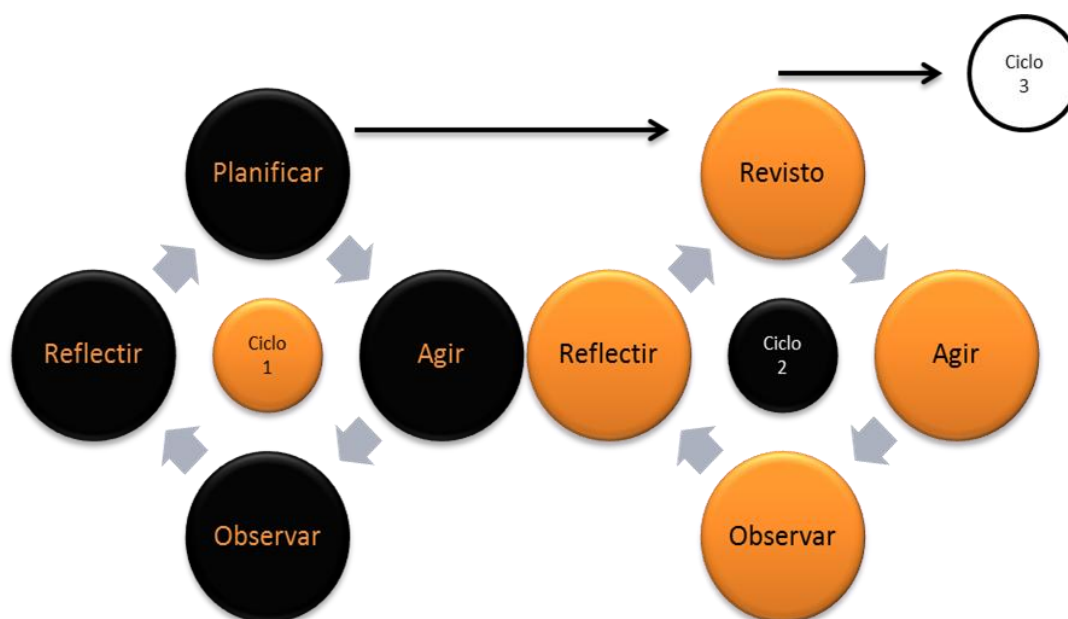 Ciclo
3
Planificar
Revisto
Reflectir
Ciclo
1
Agir
Reflectir
Ciclo
2
Agir
Observar
Observar